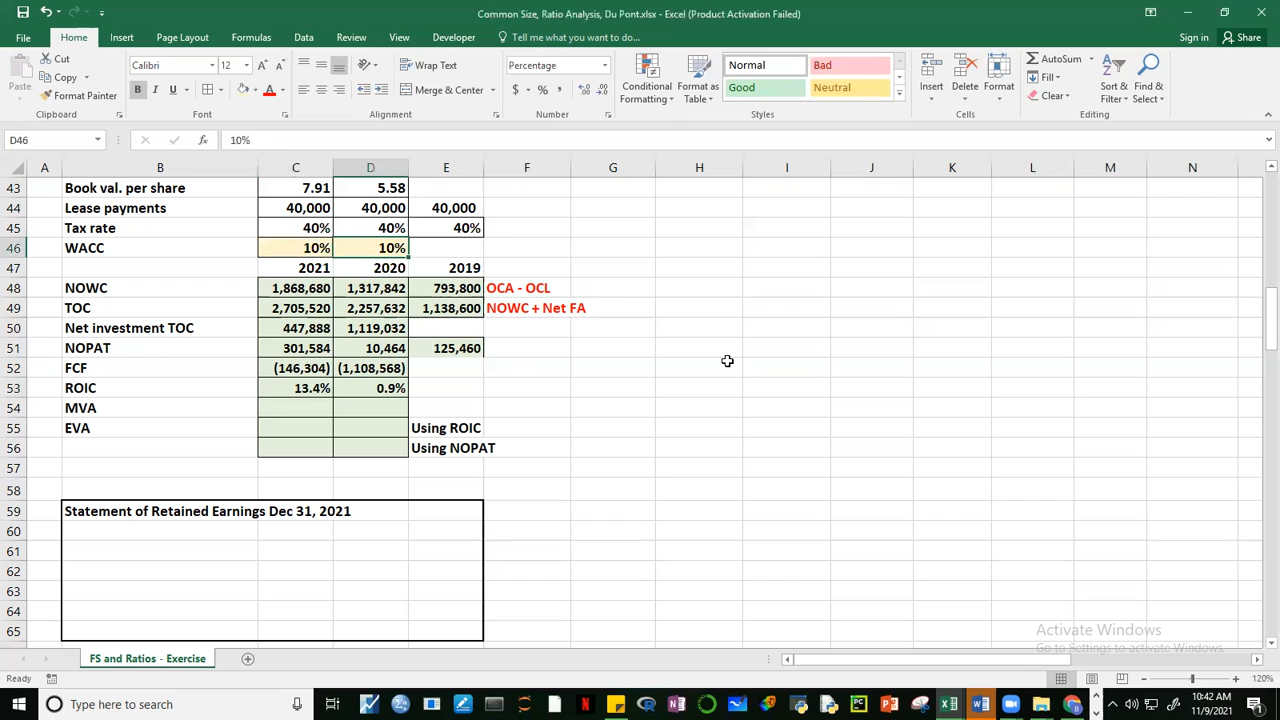 Common Size, Ratio Analysis, Du Pont.xlsx - Excel (Product Activation Failed)
File Home Insert Page Layout Formulas Data Review View Developer Tell me what you want to do... Sign in Share
Paste Cut Copy Format Painter Clipboard
Calibri 12 B I U A Font
Wrap Text Merge & Center Alignment
Percentage $ % , Number
Conditional Formatting Format as Table Normal Bad Good Neutral Styles
Insert Delete Format Cells
AutoSum Fill Clear Sort & Filter Find & Select Editing
D46 fx 10%
A B C D E F G H I J K L M N
43 Book val. per share 7.91 5.58
44 Lease payments 40,000 40,000 40,000
45 Tax rate 40% 40% 40%
46 WACC 10% 10%
47 2021 2020 2019
48 NOWC 1,868,680 1,317,842 793,800 OCA - OCL
49 TOC 2,705,520 2,257,632 1,138,600 NOWC + Net FA
50 Net investment TOC 447,888 1,119,032
51 NOPAT 301,584 10,464 125,460
52 FCF (146,304) (1,108,568)
53 ROIC 13.4% 0.9%
54 MVA
55 EVA Using ROIC
56 Using NOPAT
57
58
59 Statement of Retained Earnings Dec 31, 2021
60
61
62
63
64
65
Activate Windows
Go to Settings to activate Windows.
FS and Ratios - Exercise
Ready 120%
Type here to search
10:42 AM
11/9/2021